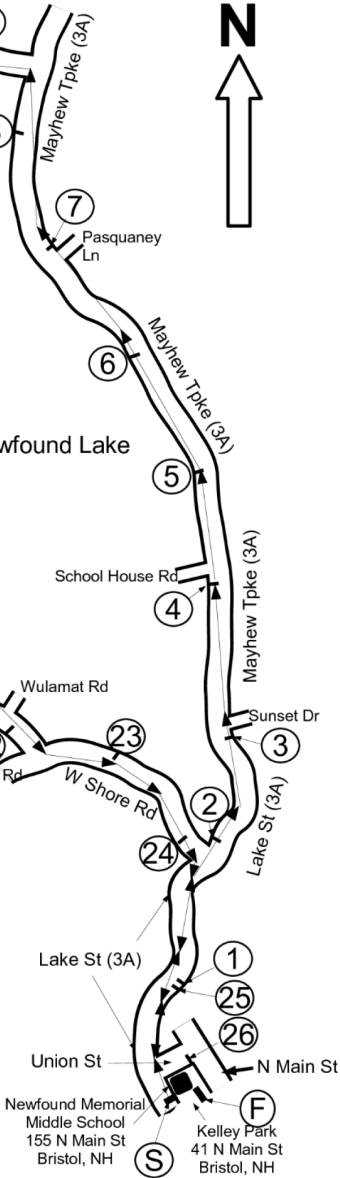 N
Mayhew Tpke (3A)
7
Pasquaney
Ln
6
Mayhew Tpke (3A)
wfound Lake
5
School House Rd
4
Mayhew Tpke (3A)
Wulamat Rd
Sunset Dr
23
3
Rd
W Shore Rd
2
24
Lake St (3A)
Lake St (3A)
1
25
26
Union St
N Main St
Newfound Memorial
Middle School
155 N Main St
Bristol, NH
S
F
Kelley Park
41 N Main St
Bristol, NH